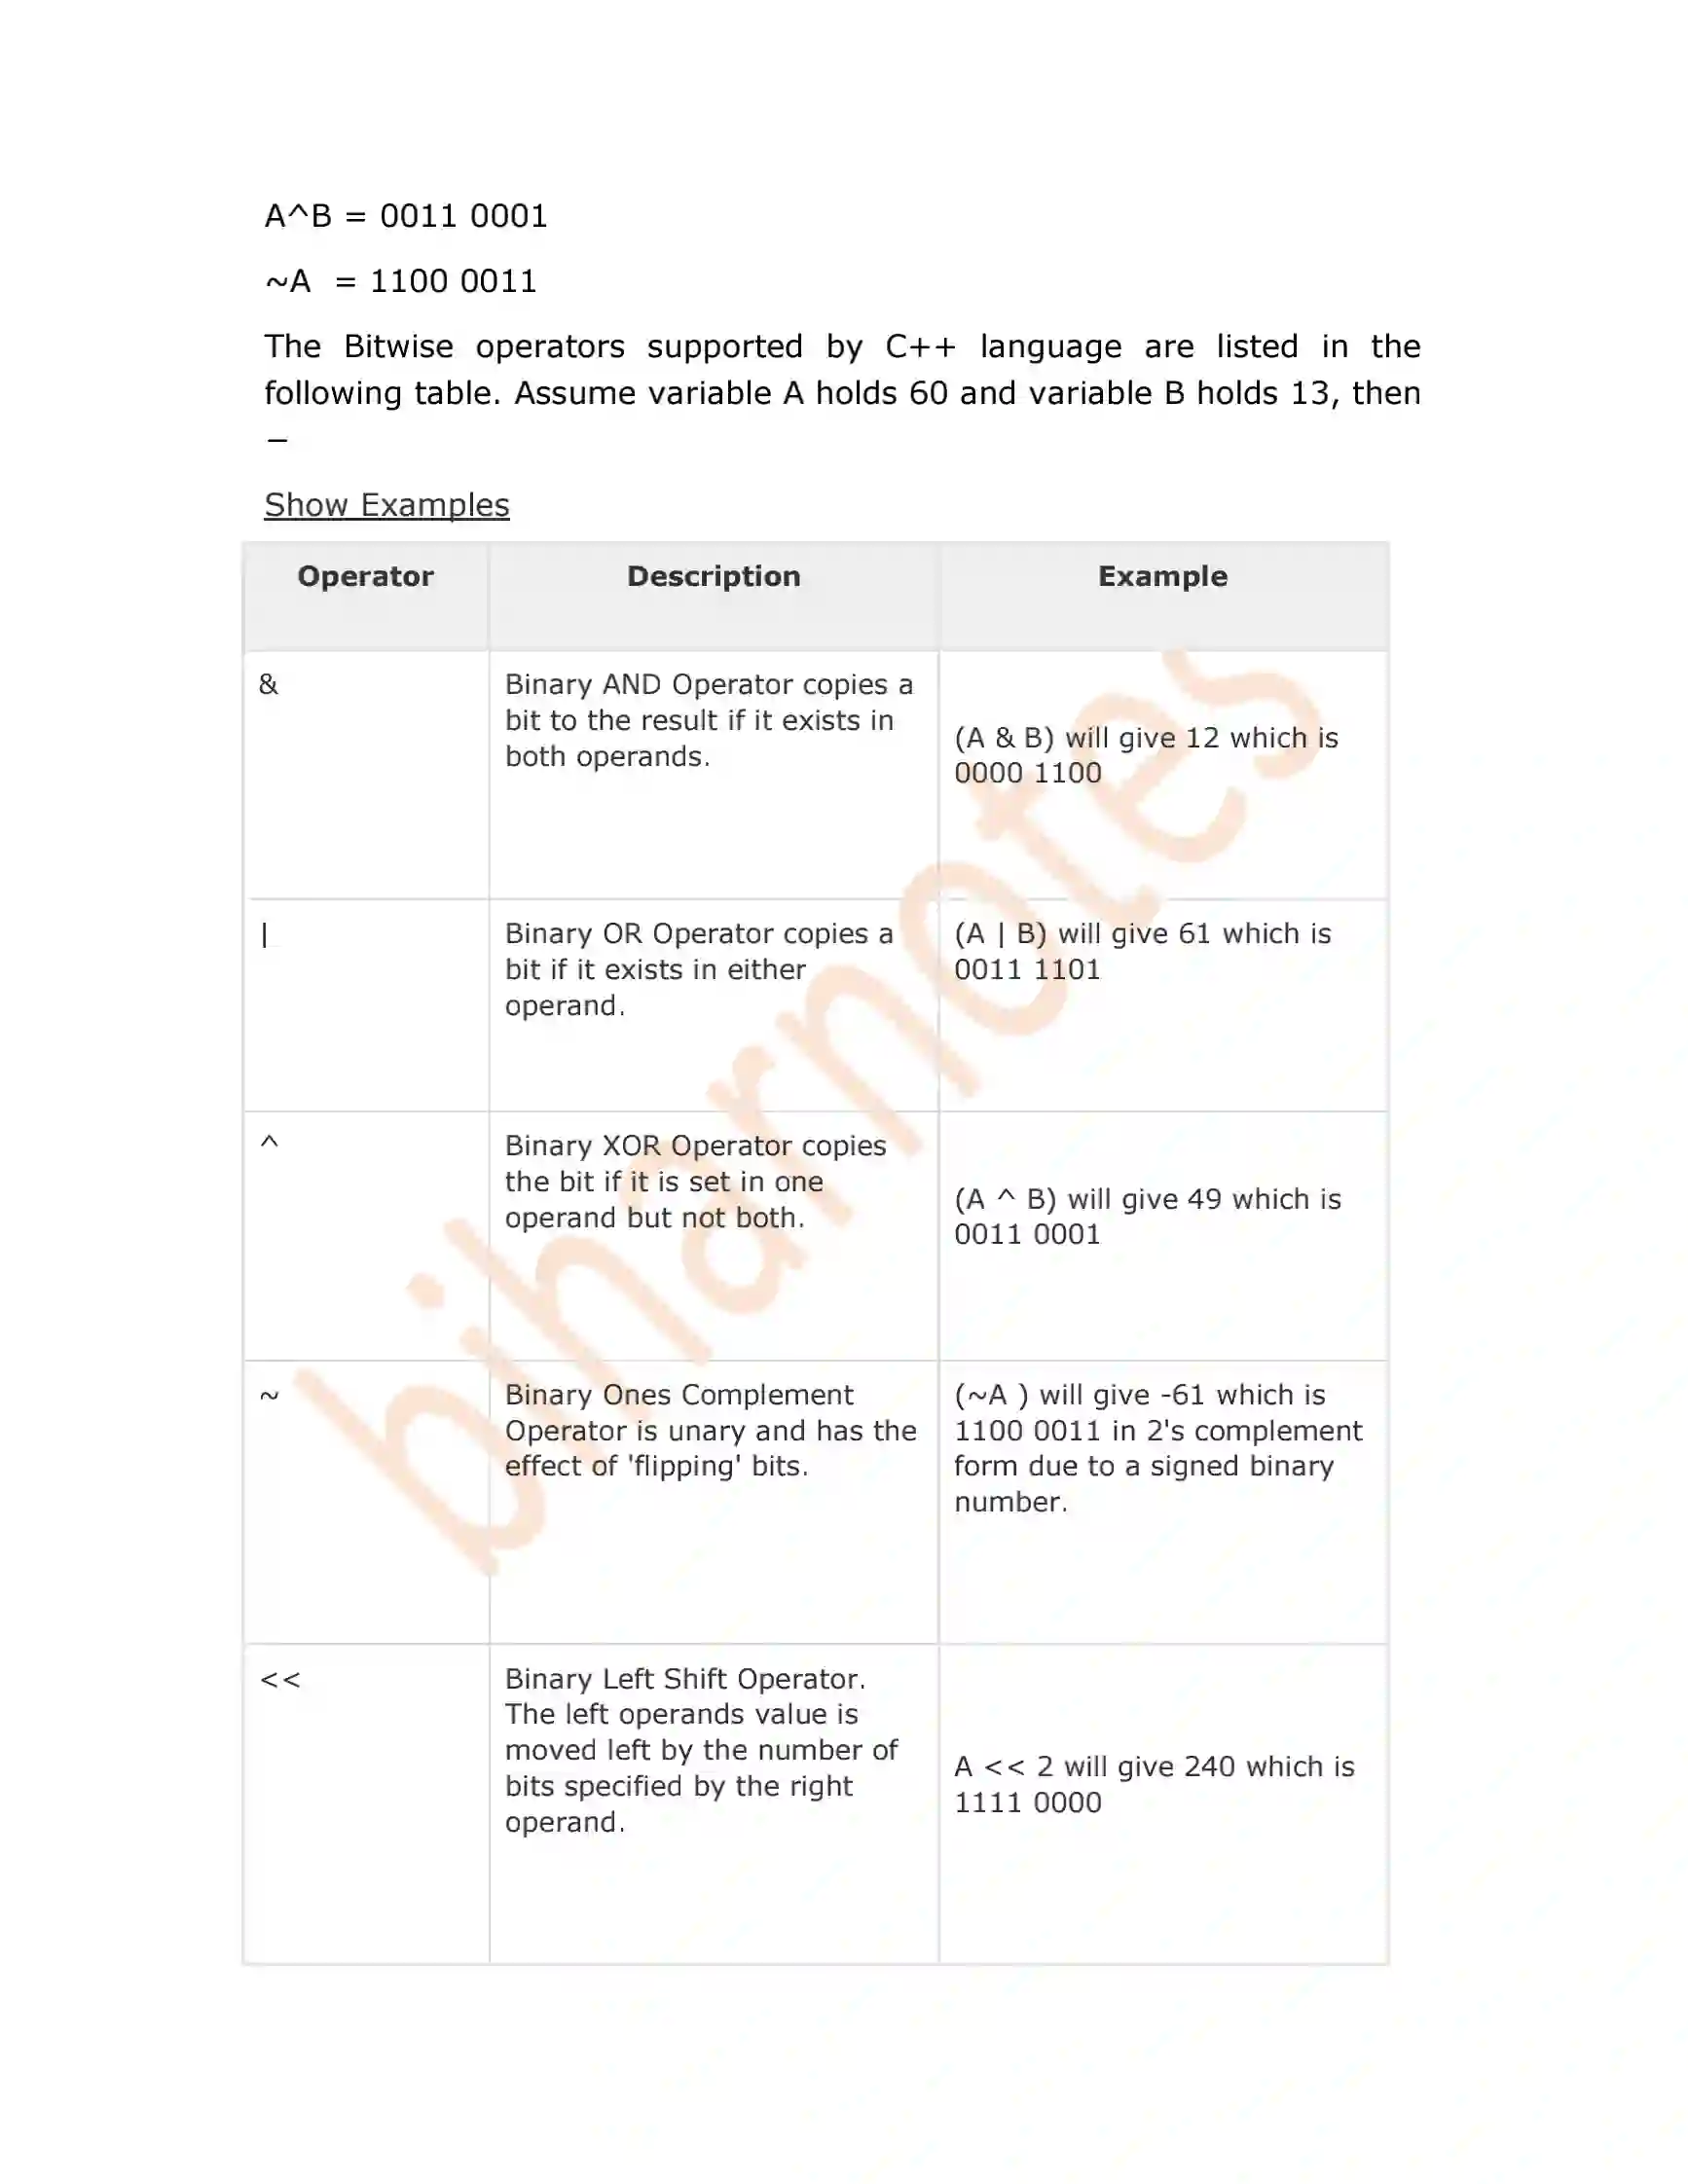 A^B = 0011 0001
~A  = 1100 0011
The Bitwise operators supported by C++ language are listed in the
following table. Assume variable A holds 60 and variable B holds 13, then
−
Show Examples
Operator Description Example
&
Binary AND Operator copies a
bit to the result if it exists in
both operands.
(A & B) will give 12 which is
0000 1100
|
Binary OR Operator copies a
bit if it exists in either
operand.
(A | B) will give 61 which is
0011 1101
^
Binary XOR Operator copies
the bit if it is set in one
operand but not both.
(A ^ B) will give 49 which is
0011 0001
~
Binary Ones Complement
Operator is unary and has the
effect of 'flipping' bits.
(~A ) will give -61 which is
1100 0011 in 2's complement
form due to a signed binary
number.
<<
Binary Left Shift Operator.
The left operands value is
moved left by the number of
bits specified by the right
operand.
A << 2 will give 240 which is
1111 0000
biharnotes